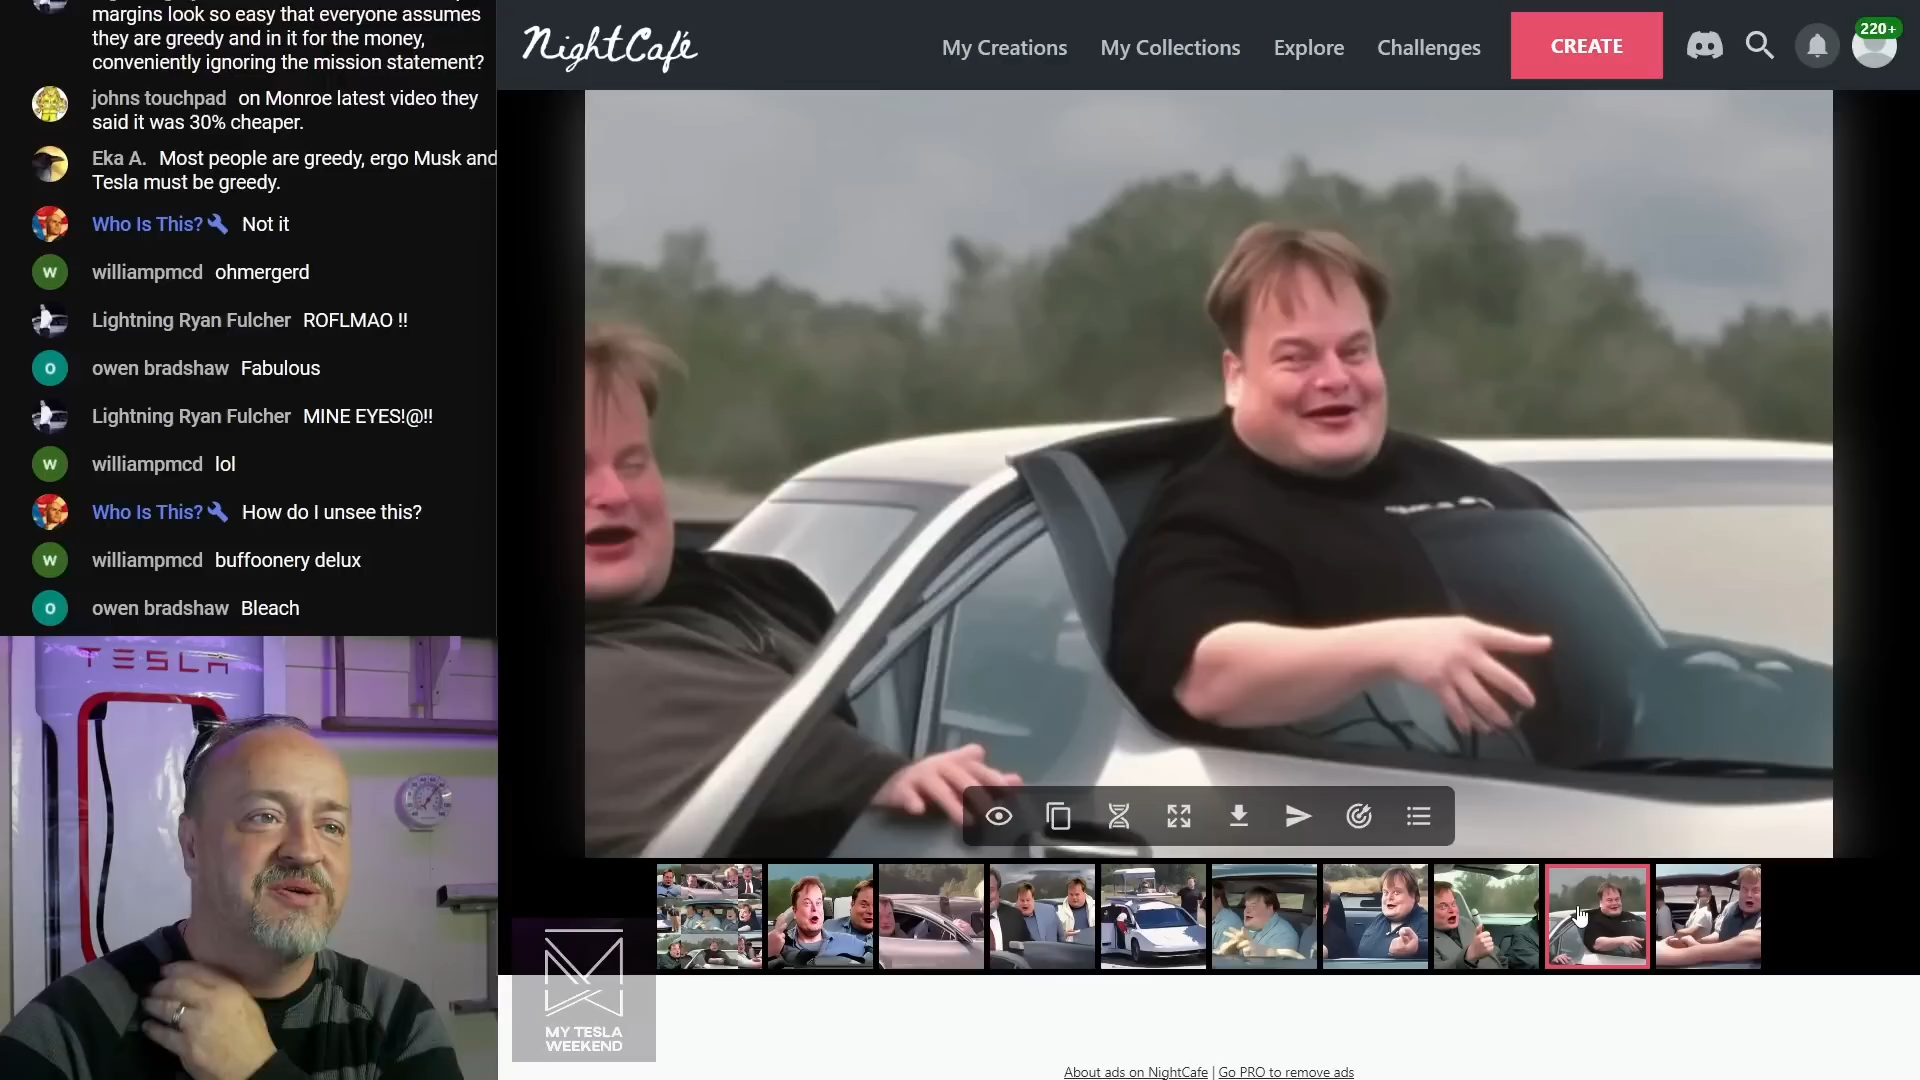 margins look so easy that everyone assumes
they are greedy and in it for the money,
conveniently ignoring the mission statement?
johns touchpad on Monroe latest video they
said it was 30% cheaper.
Eka A. Most people are greedy, ergo Musk and
Tesla must be greedy.
Who Is This? Not it
w
williampmcd ohmergerd
Lightning Ryan Fulcher ROFLMAO !!
o
owen bradshaw Fabulous
Lightning Ryan Fulcher MINE EYES!@!!
w
williampmcd lol
Who Is This? How do I unsee this?
w
williampmcd buffoonery delux
o
owen bradshaw Bleach
TESLA
NightCafé
My Creations
My Collections
Explore
Challenges
CREATE
220+
MY TESLA
WEEKEND
About ads on NightCafe | Go PRO to remove ads